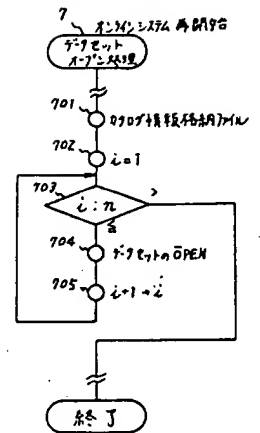 7 オンラインシステム再開始
データセット
オープン処理
701
カタログ情報格納ファイル
702
i=1
703
i:n
>
≦
704
データセットのOPEN
705
i+1→i
終了